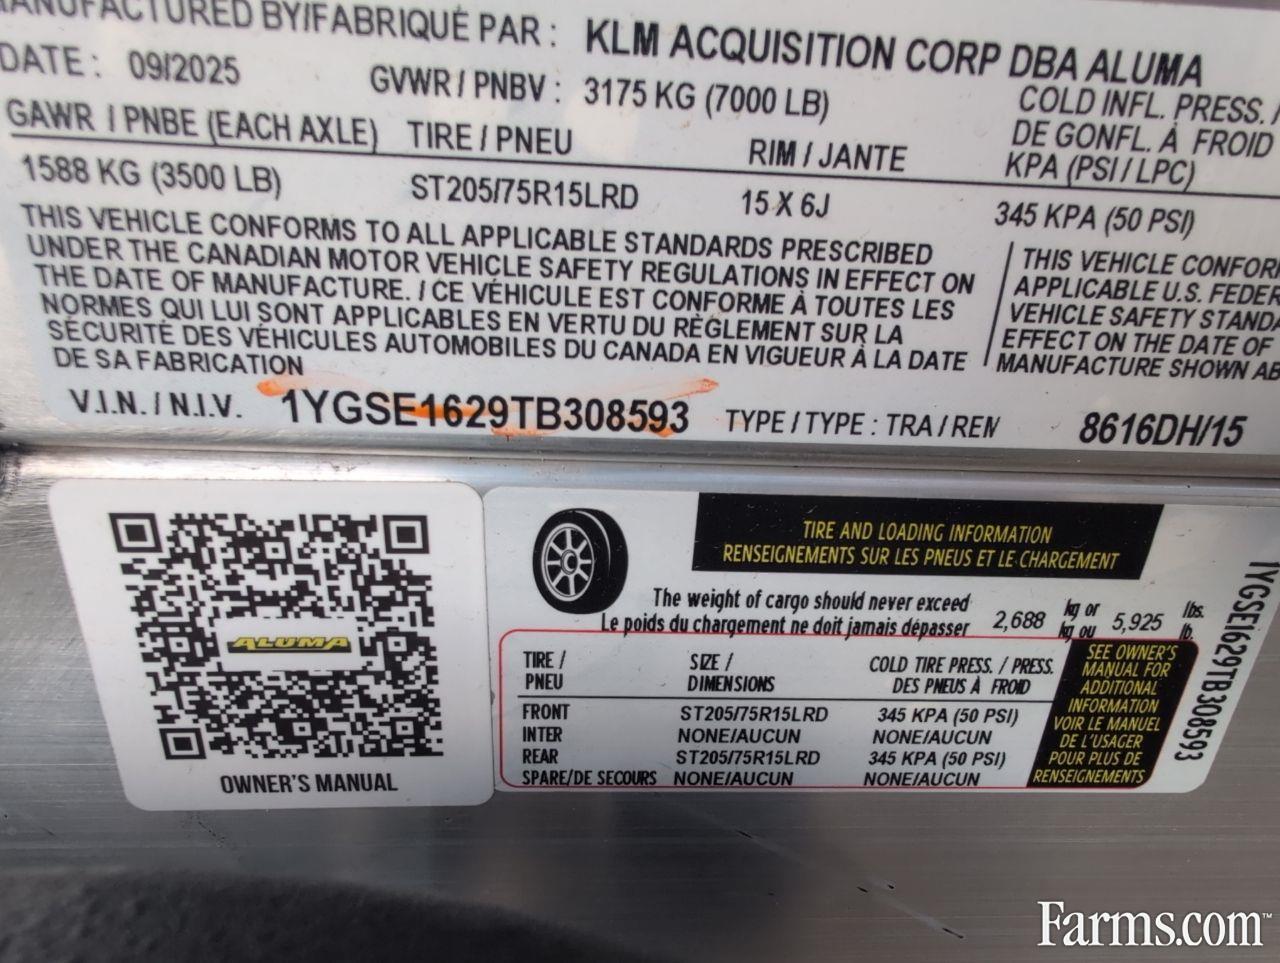 MANUFACTURED BY/FABRIQUÉ PAR : KLM ACQUISITION CORP DBA ALUMA
DATE : 09/2025 GVWR / PNBV : 3175 KG (7000 LB)
COLD INFL. PRESS. /
DE GONFL. À FROID
KPA (PSI / LPC)
GAWR / PNBE (EACH AXLE) TIRE / PNEU RIM / JANTE
1588 KG (3500 LB) ST205/75R15LRD 15 X 6J 345 KPA (50 PSI)
THIS VEHICLE CONFORMS TO ALL APPLICABLE STANDARDS PRESCRIBED
UNDER THE CANADIAN MOTOR VEHICLE SAFETY REGULATIONS IN EFFECT ON
THE DATE OF MANUFACTURE. / CE VÉHICULE EST CONFORME À TOUTES LES
NORMES QUI LUI SONT APPLICABLES EN VERTU DU RÈGLEMENT SUR LA
SÉCURITÉ DES VÉHICULES AUTOMOBILES DU CANADA EN VIGUEUR À LA DATE
DE SA FABRICATION
THIS VEHICLE
APPLICABLE U.S.
VEHICLE SAFETY
EFFECT ON THE DATE OF
MANUFACTURE SHOWN
V.I.N. / N.I.V. 1YGSE1629TB308593 TYPE / TYPE : TRA / REM 8616DH/15
ALUMA
OWNER'S MANUAL
TIRE AND LOADING INFORMATION
RENSEIGNEMENTS SUR LES PNEUS ET LE CHARGEMENT
The weight of cargo should never exceed 2,688 kg or 5,925 lbs.
Le poids du chargement ne doit jamais dépasser kg ou lb.
TIRE / SIZE / COLD TIRE PRESS. / PRESS.
PNEU DIMENSIONS DES PNEUS À FROID
FRONT ST205/75R15LRD 345 KPA (50 PSI)
INTER NONE/AUCUN NONE/AUCUN
REAR ST205/75R15LRD 345 KPA (50 PSI)
SPARE/DE SECOURS NONE/AUCUN NONE/AUCUN
SEE OWNER'S
MANUAL FOR
ADDITIONAL
INFORMATION
VOIR LE MANUEL
DE L'USAGER
POUR PLUS DE
RENSEIGNEMENTS
1YGSE1629TB308593
Farms.com™